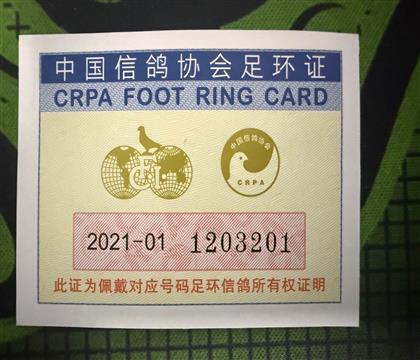 中国信鸽协会足环证
CRPA FOOT RING CARD
FCI
中国信鸽协会
CRPA
2021-01 1203201
此证为佩戴对应号码足环信鸽所有权证明